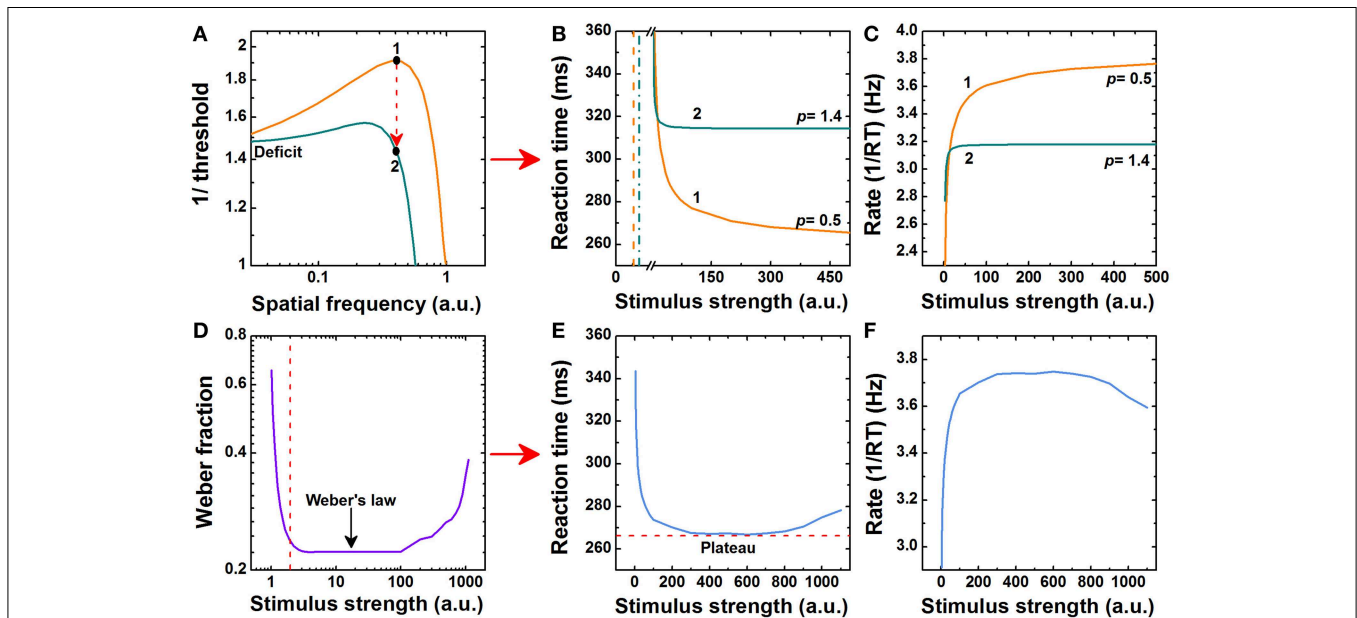 A
1/ threshold
2
1.8
1.6
1.4
1.2
1
1
2
Deficit
0.1
1
Spatial frequency (a.u.)
B
Reaction time (ms)
360
340
320
300
280
260
2
p= 1.4
1
p= 0.5
0
150
300
450
Stimulus strength (a.u.)
C
Rate (1/RT) (Hz)
4.0
3.8
3.6
3.4
3.2
3.0
2.8
2.6
2.4
1
p= 0.5
2
p= 1.4
0
100
200
300
400
500
Stimulus strength (a.u.)
D
Weber fraction
0.8
0.6
0.4
0.2
Weber's law
1
10
100
1000
Stimulus strength (a.u.)
E
Reaction time (ms)
360
340
320
300
280
260
Plateau
0
200
400
600
800
1000
Stimulus strength (a.u.)
F
Rate (1/RT) (Hz)
3.8
3.6
3.4
3.2
3.0
0
200
400
600
800
1000
Stimulus strength (a.u.)